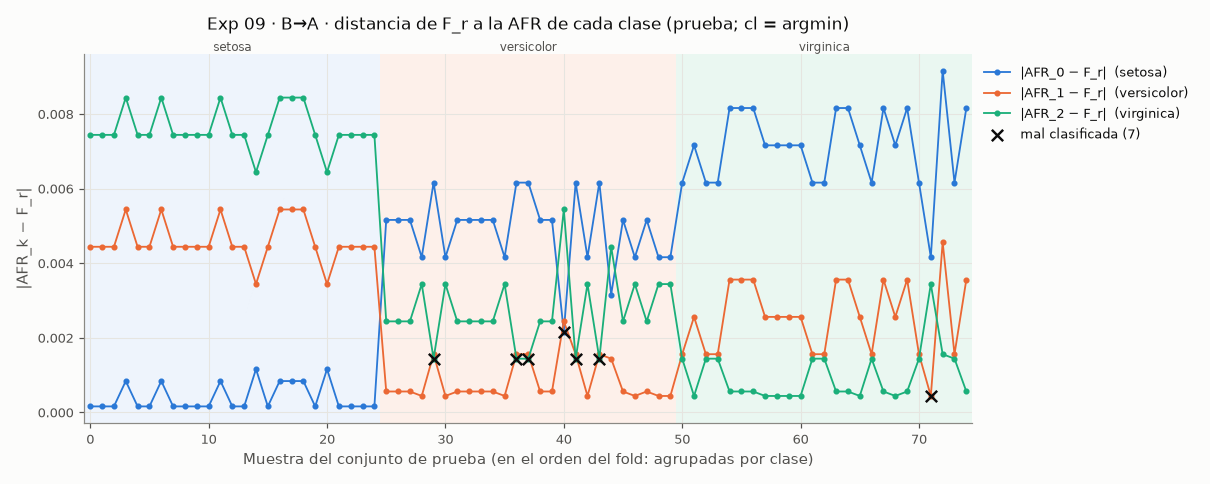 Exp 09 · B→A · distancia de F_r a la AFR de cada clase (prueba; cl = argmin)
setosa
versicolor
virginica
|AFR_0 − F_r| (setosa)
|AFR_1 − F_r| (versicolor)
|AFR_2 − F_r| (virginica)
mal clasificada (7)
|AFR_k − F_r|
0.008
0.006
0.004
0.002
0.000
0
10
20
30
40
50
60
70
Muestra del conjunto de prueba (en el orden del fold: agrupadas por clase)